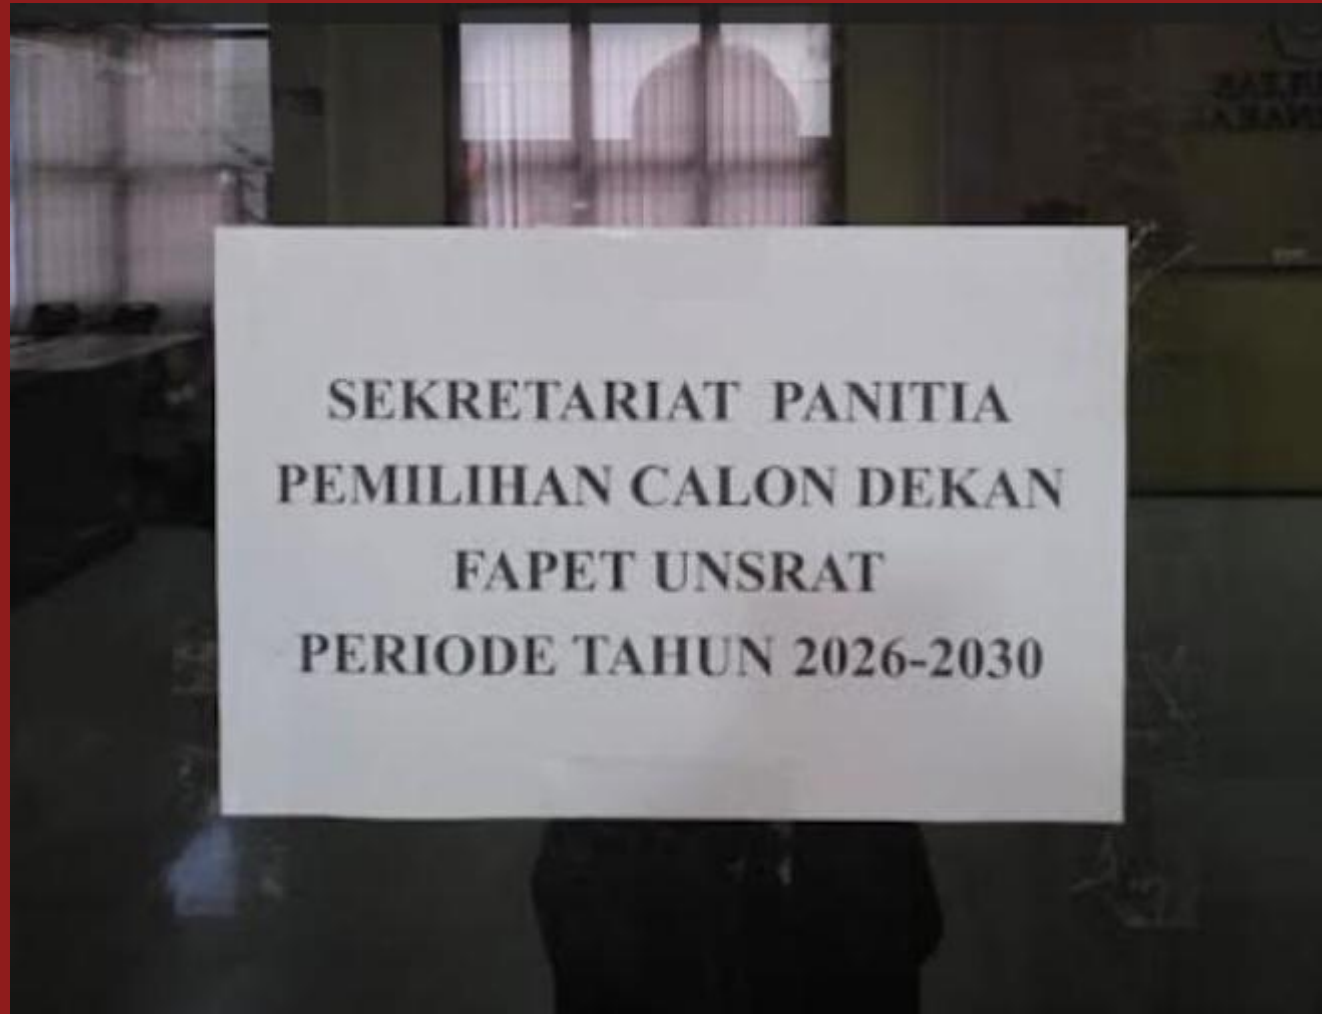 SEKRETARIAT PANITIA
PEMILIHAN CALON DEKAN
FAPET UNSRAT
PERIODE TAHUN 2026-2030